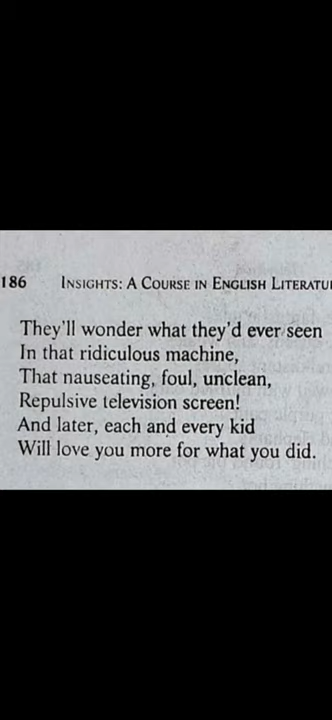 186 INSIGHTS: A COURSE IN ENGLISH
They'll wonder what they'd ever seen
In that ridiculous machine,
That nauseating, foul, unclean,
Repulsive television screen!
And later, each and every kid
Will love you more for what you did.